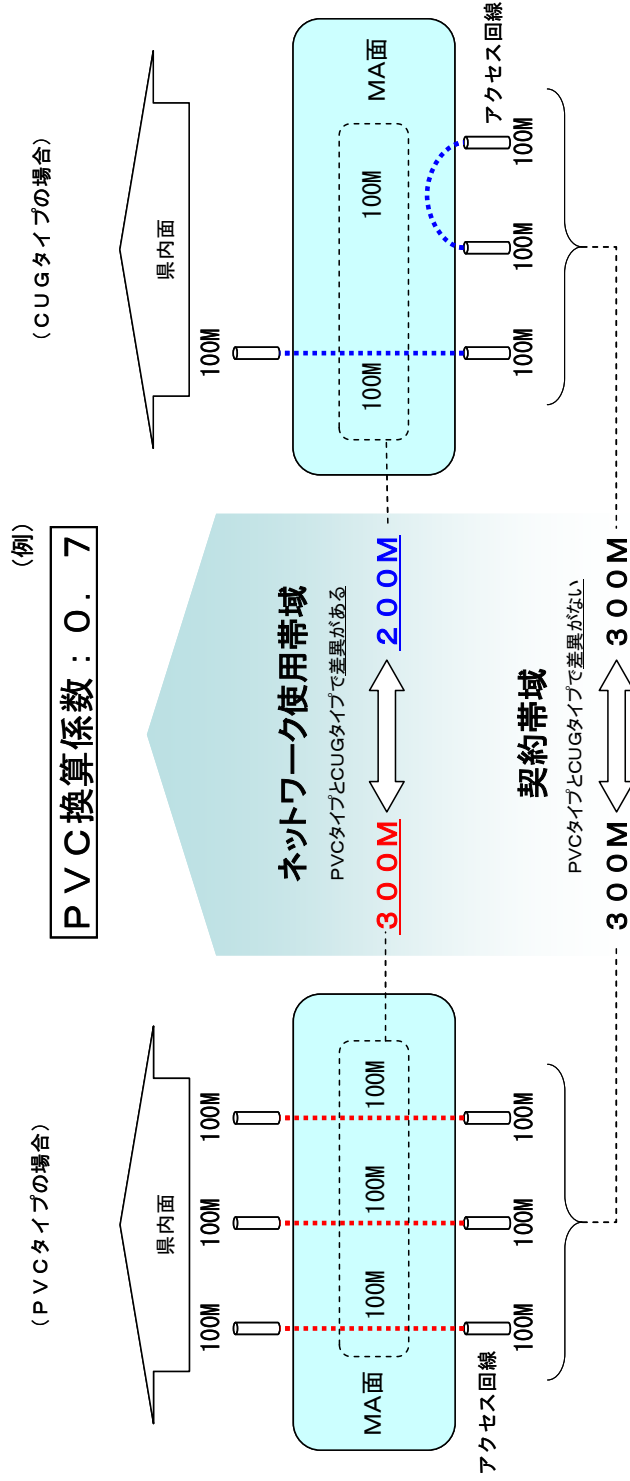 (例)
PVC換算係数:0.7
(PVCタイプの場合)
県内面
100M
100M
100M
MA面
100M
100M
100M
アクセス回線
100M
100M
100M
ネットワーク使用帯域
PVCタイプとCUGタイプで差異がある
300M
200M
契約帯域
PVCタイプとCUGタイプで差異がない
300M
300M
(CUGタイプの場合)
県内面
100M
MA面
100M
100M
アクセス回線
100M
100M
100M